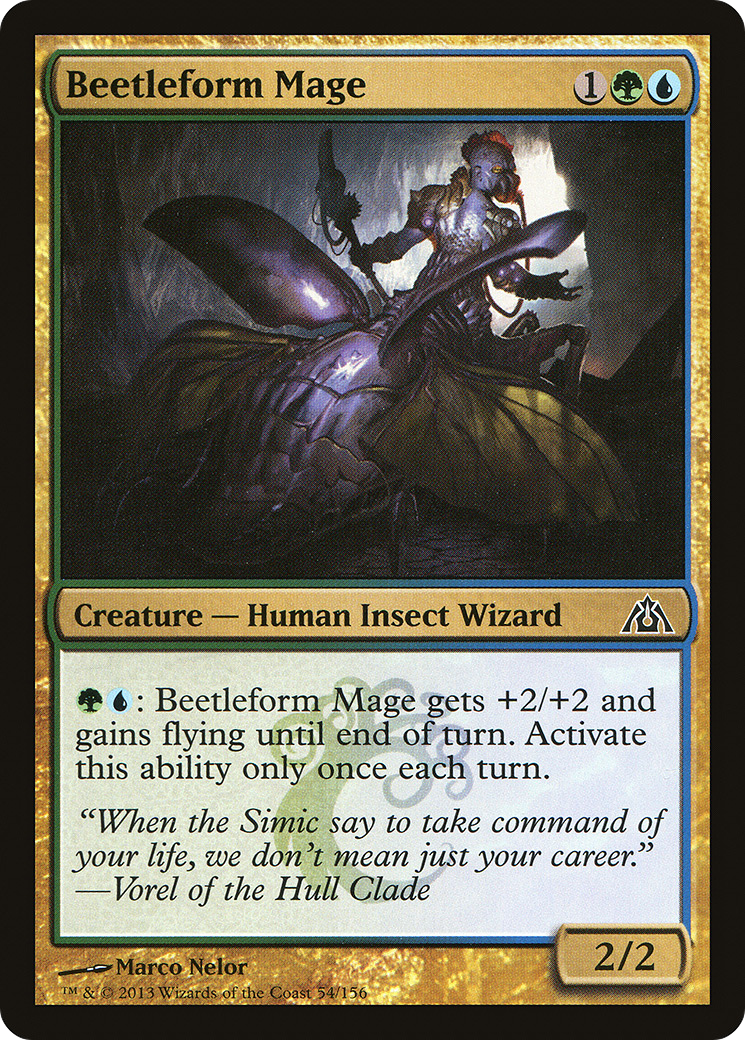 Beetleform Mage 1
Creature — Human Insect Wizard
: Beetleform Mage gets +2/+2 and
gains flying until end of turn. Activate
this ability only once each turn.
“When the Simic say to take command of
your life, we don’t mean just your career.”
—Vorel of the Hull Clade
2/2
Marco Nelor
™ & © 2013 Wizards of the Coast 54/156